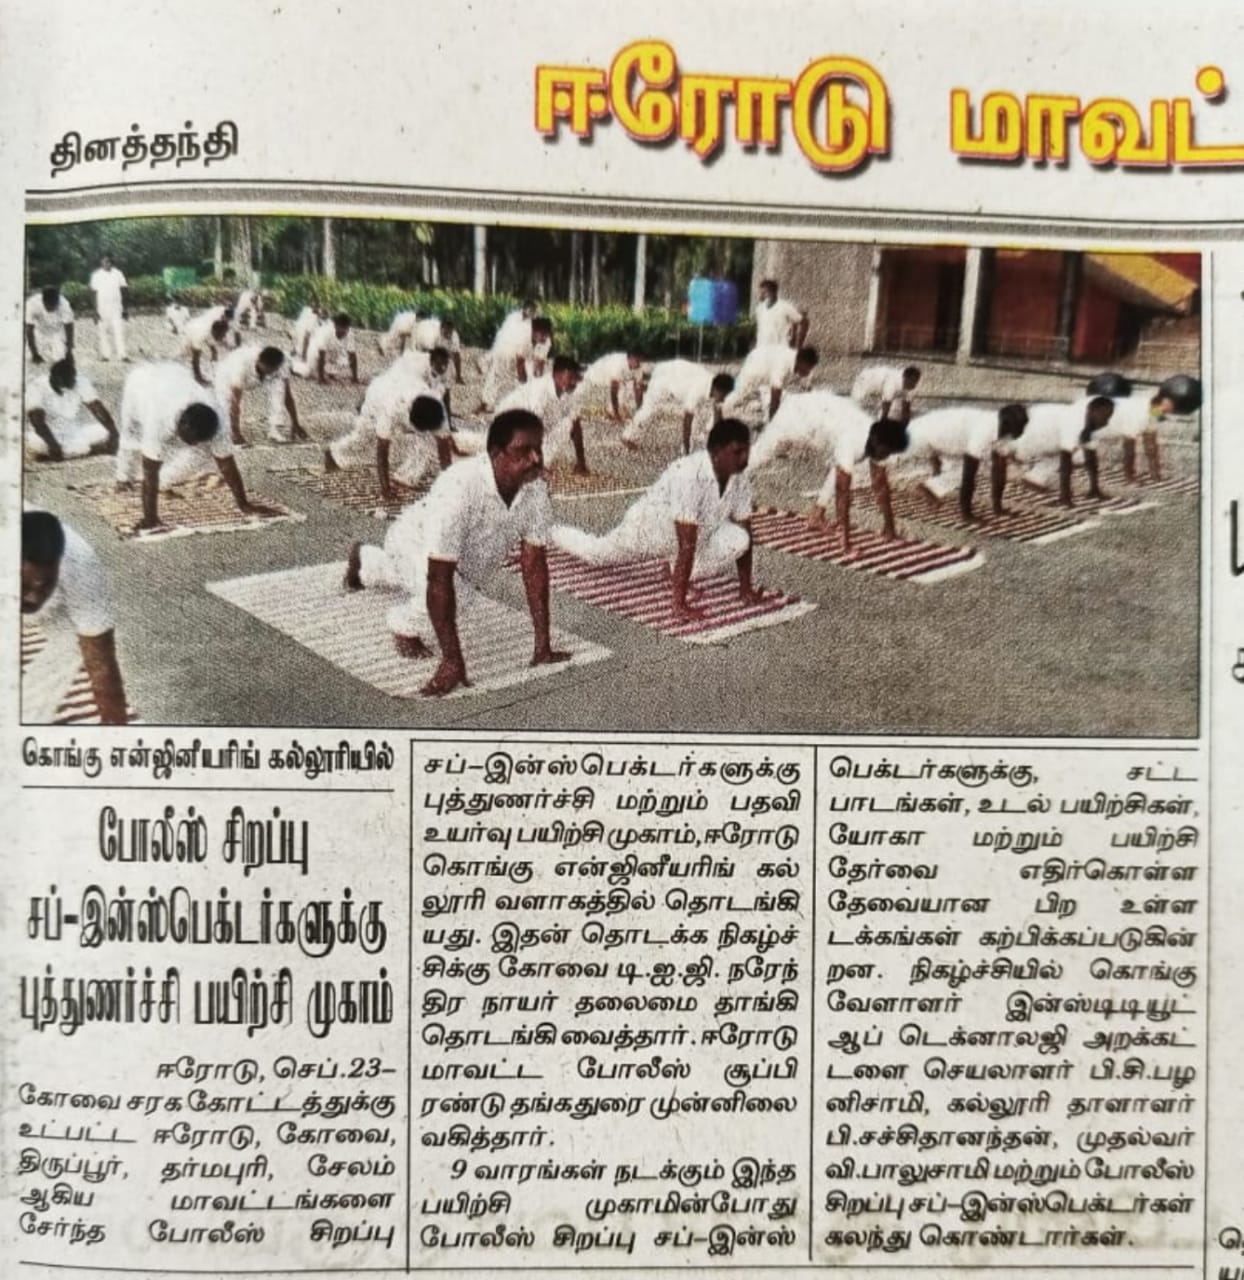 தினத்தந்தி
ஈரோடு மாவட்
கொங்கு என்ஜினீயரிங் கல்லூரியில்
போலீஸ் சிறப்பு
சப்-இன்ஸ்பெக்டர்களுக்கு
புத்துணர்ச்சி பயிற்சி முகாம்
ஈரோடு, செப்.23-
கோவை சரக கோட்டத்துக்கு
உட்பட்ட ஈரோடு, கோவை,
திருப்பூர், தர்மபுரி, சேலம்
ஆகிய மாவட்டங்களை
சேர்ந்த போலீஸ் சிறப்பு
சப்-இன்ஸ்பெக்டர்களுக்கு
புத்துணர்ச்சி மற்றும் பதவி
உயர்வு பயிற்சி முகாம், ஈரோடு
கொங்கு என்ஜினீயரிங் கல்
லூரி வளாகத்தில் தொடங்கி
யது. இதன் தொடக்க நிகழ்ச்
சிக்கு கோவை டி.ஐ.ஜி. நரேந்
திர நாயர் தலைமை தாங்கி
தொடங்கி வைத்தார். ஈரோடு
மாவட்ட போலீஸ் சூப்பி
ரண்டு தங்கதுரை முன்னிலை
வகித்தார்.
9 வாரங்கள் நடக்கும் இந்த
பயிற்சி முகாமின்போது
போலீஸ் சிறப்பு சப்-இன்ஸ்
பெக்டர்களுக்கு, சட்ட
பாடங்கள், உடல் பயிற்சிகள்,
யோகா மற்றும் பயிற்சி
தேர்வை எதிர்கொள்ள
தேவையான பிற உள்ள
டக்கங்கள் கற்பிக்கப்படுகின்
றன. நிகழ்ச்சியில் கொங்கு
வேளாளர் இன்ஸ்டிடியூட்
ஆப் டெக்னாலஜி அறக்கட்
டளை செயலாளர் பி.சி.பழ
னிசாமி, கல்லூரி தாளாளர்
பி.சச்சிதானந்தன், முதல்வர்
வி.பாலுசாமி மற்றும் போலீஸ்
சிறப்பு சப்-இன்ஸ்பெக்டர்கள்
கலந்து கொண்டார்கள்.